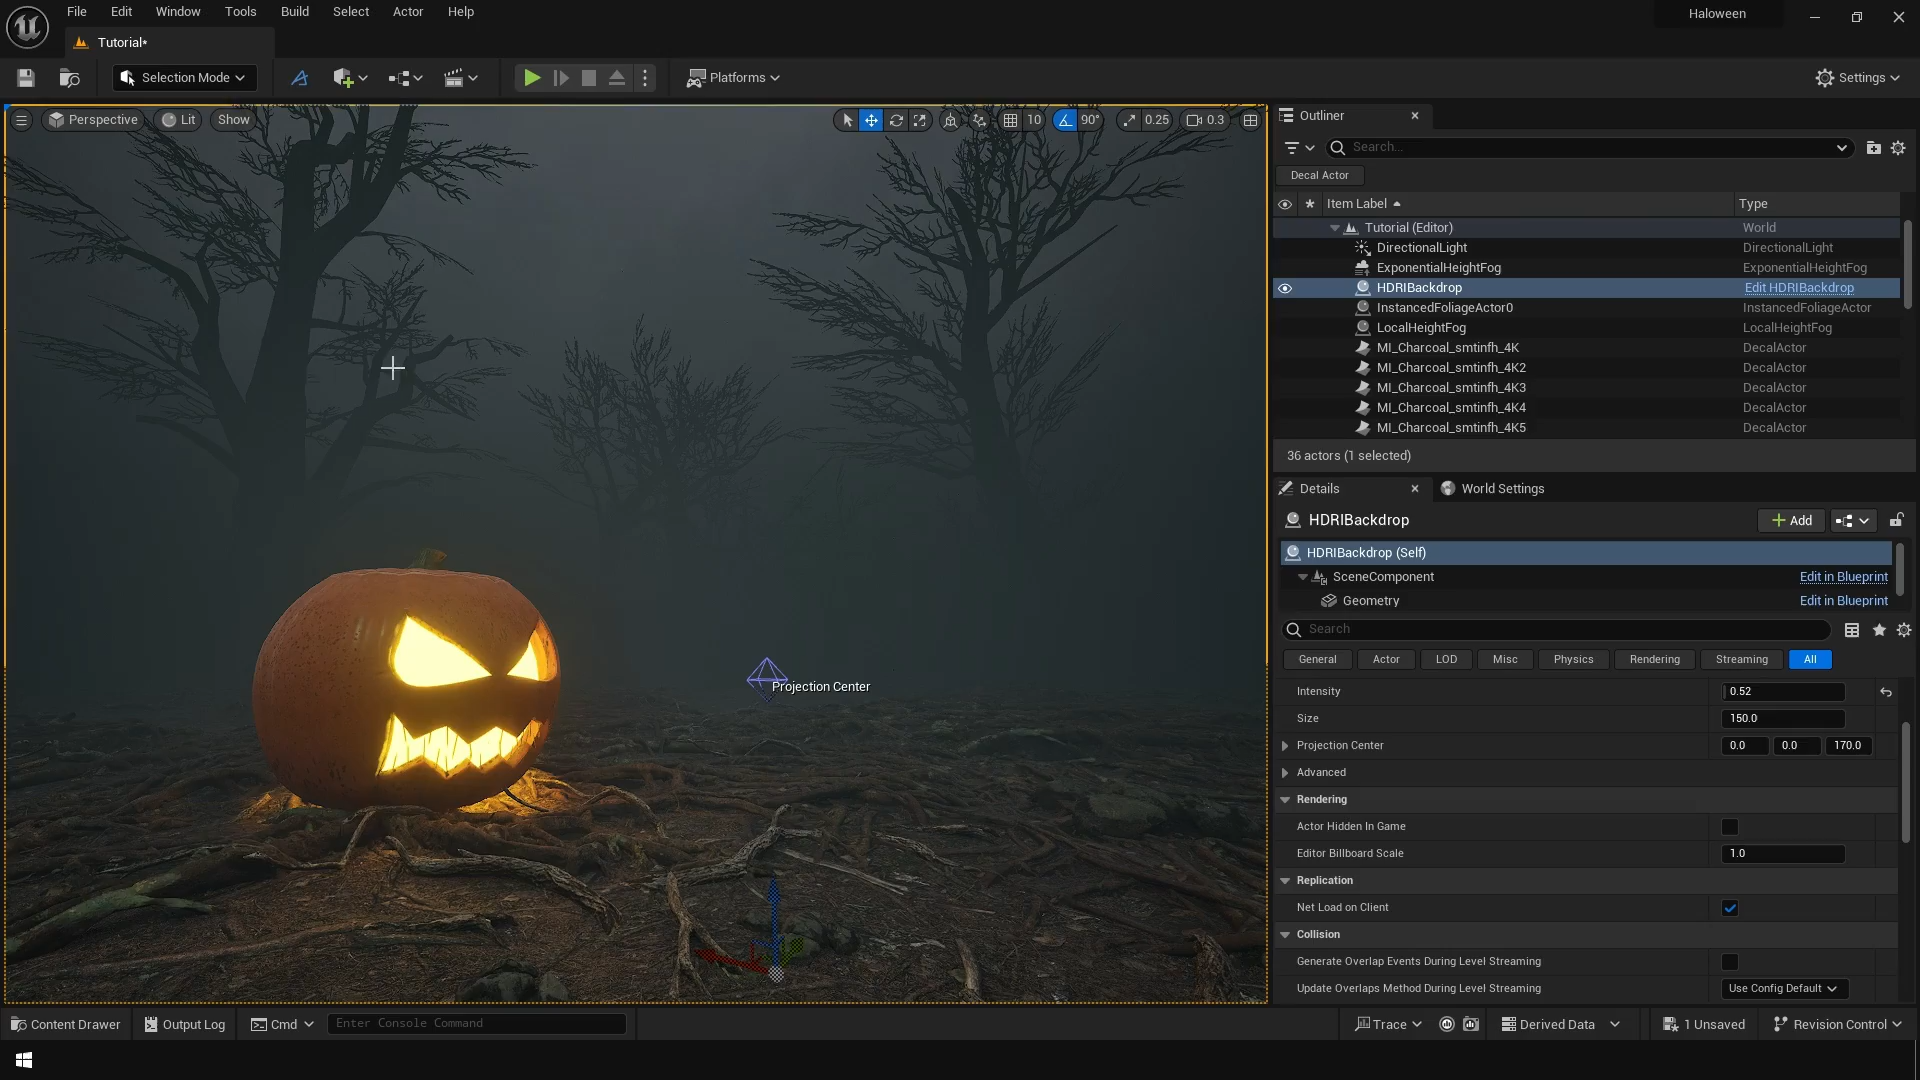 File Edit Window Tools Build Select Actor Help
Haloween
Tutorial*
Selection Mode
Platforms
Settings
Perspective
Lit
Show
10
90°
0.25
0.3
Outliner
Search...
Decal Actor
Item Label
Type
Tutorial (Editor) World
DirectionalLight DirectionalLight
ExponentialHeightFog ExponentialHeightFog
HDRIBackdrop Edit HDRIBackdrop
InstancedFoliageActor0 InstancedFoliageActor
LocalHeightFog LocalHeightFog
MI_Charcoal_smtinfh_4K DecalActor
MI_Charcoal_smtinfh_4K2 DecalActor
MI_Charcoal_smtinfh_4K3 DecalActor
MI_Charcoal_smtinfh_4K4 DecalActor
MI_Charcoal_smtinfh_4K5 DecalActor
36 actors (1 selected)
Details
World Settings
HDRIBackdrop
Add
HDRIBackdrop (Self)
SceneComponent Edit in Blueprint
Geometry Edit in Blueprint
Search
General Actor LOD Misc Physics Rendering Streaming All
Intensity 0.52
Size 150.0
Projection Center 0.0 0.0 170.0
Advanced
Rendering
Actor Hidden In Game
Editor Billboard Scale 1.0
Replication
Net Load on Client
Collision
Generate Overlap Events During Level Streaming
Update Overlaps Method During Level Streaming Use Config Default
Projection Center
Content Drawer
Output Log
Cmd
Enter Console Command
Trace
Derived Data
1 Unsaved
Revision Control